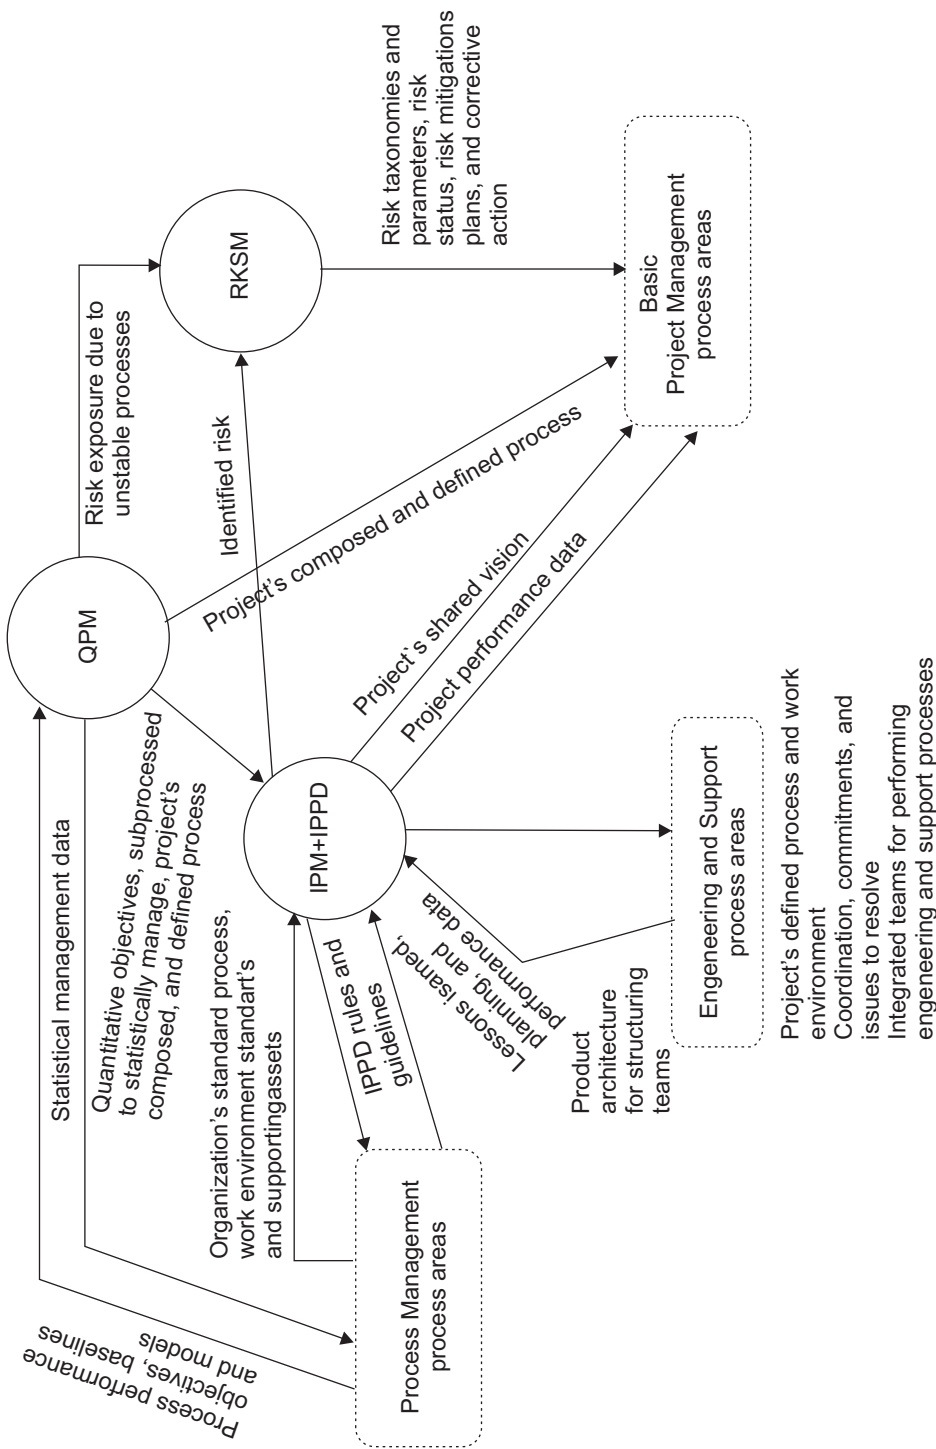 Process performance
objectives, baselines
and models
Statistical management data
QPM
Risk exposure due to
unstable processes
Quantitative objectives, subprocessed
to statistically manage, project's
composed, and defined process
Identified risk
RKSM
Organization's standard process,
work environment standart's
and supportingassets
IPM+IPPD
Project's composed and defined process
Risk taxonomies and
parameters, risk
status, risk mitigations
plans, and corrective
action
IPPD rules and
guidelines
Lessons isamed,
planning, and
performance data
Project`s shared vision
Project performance data
Process Management
process areas
Product
architecture
for structuring
teams
Engeneering and Support
process areas
Basic
Project Management
process areas
Project's defined process and work
environment
Coordination, commitments, and
issues to resolve
Integrated teams for performing
engeneering and support processes